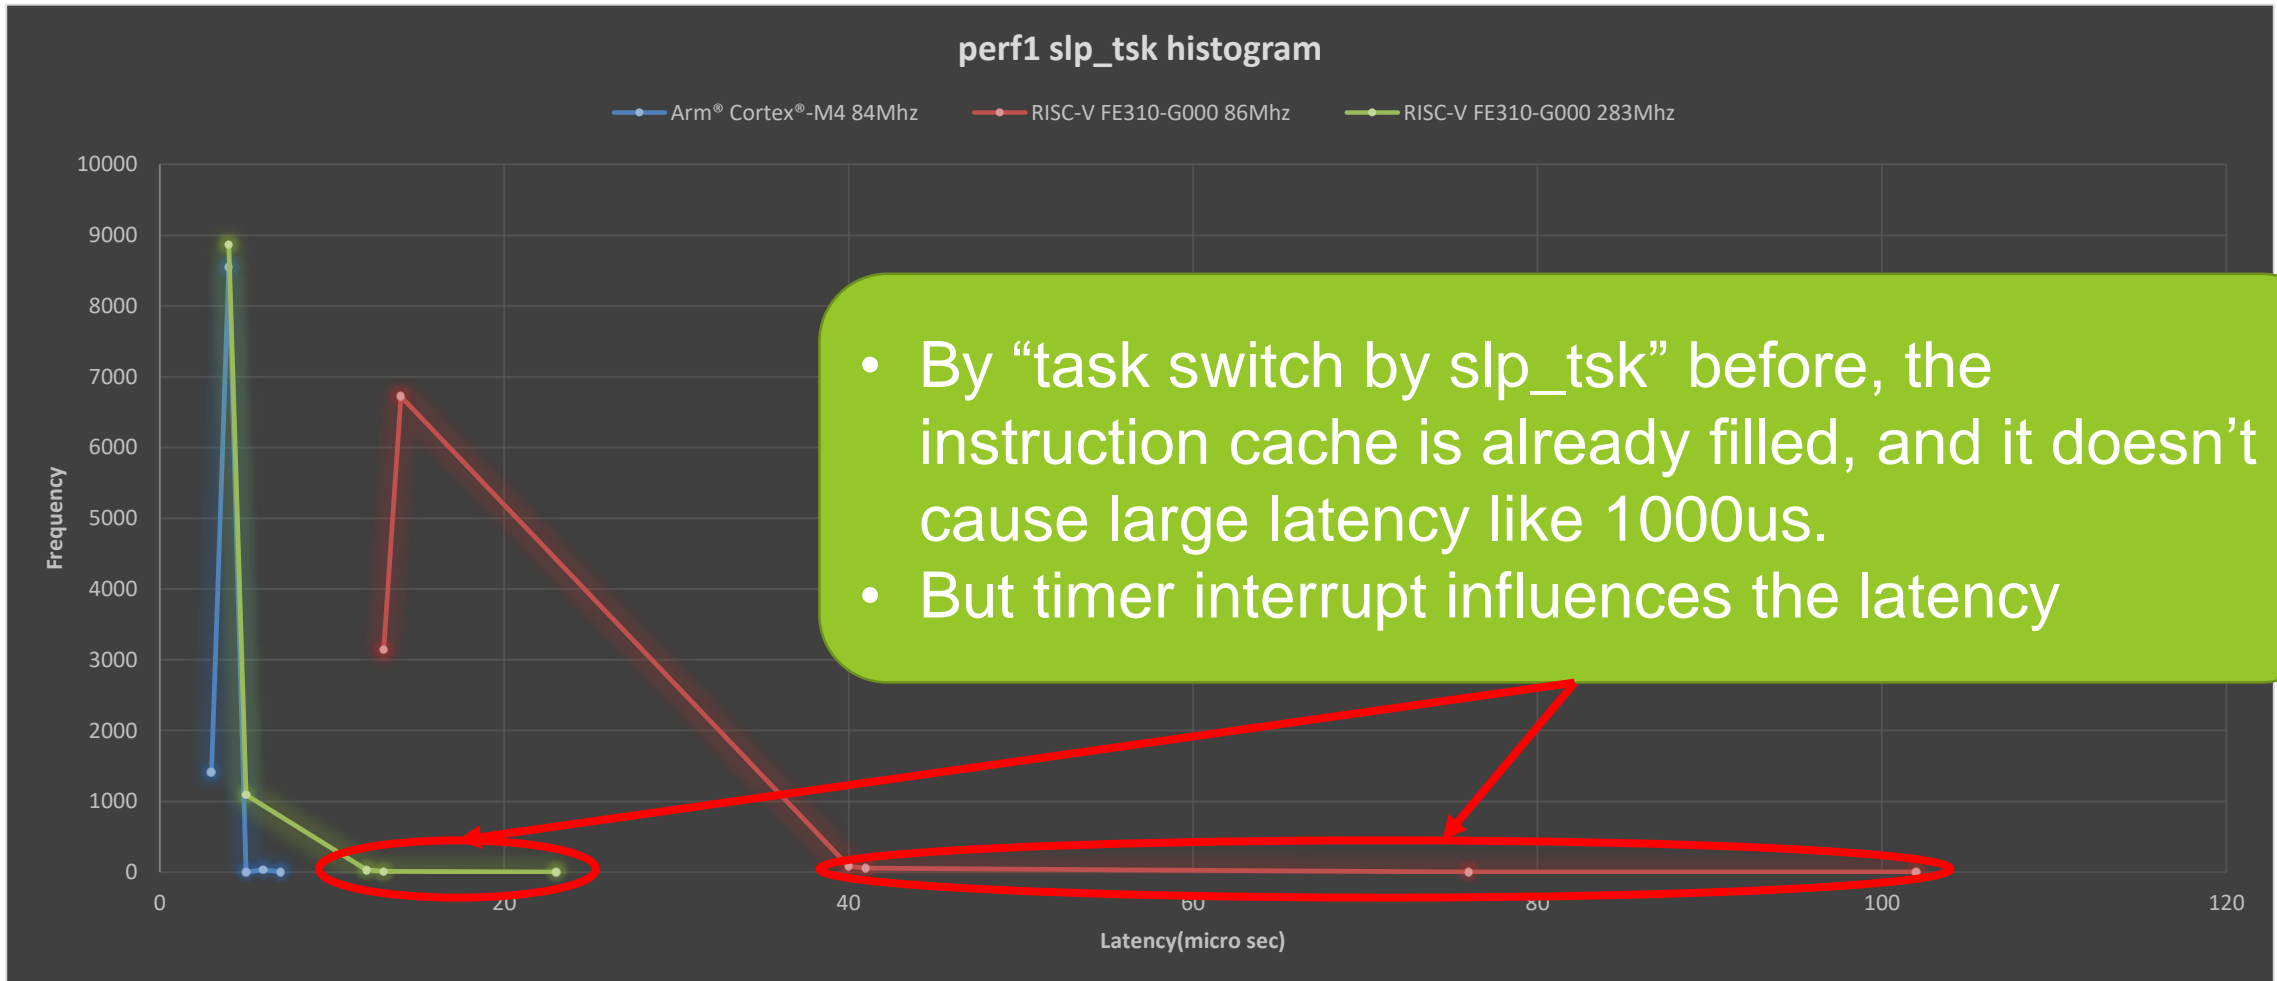 perf1 slp_tsk histogram
Arm® Cortex®-M4 84Mhz
RISC-V FE310-G000 86Mhz
RISC-V FE310-G000 283Mhz
10000
9000
8000
7000
6000
5000
4000
3000
2000
1000
0
Frequency
• By “task switch by slp_tsk” before, the
instruction cache is already filled, and it doesn’t
cause large latency like 1000us.
• But timer interrupt influences the latency
0
20
40
60
80
100
120
Latency(micro sec)